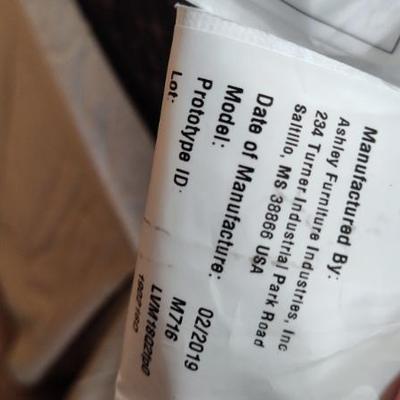 Manufactured By:
Ashley Furniture Industries, Inc
234 Turner Industrial Park Road
Saltillo, MS 38866 USA
Date of Manufacture: 02/2019
Model: M716
Prototype ID:
Lot: